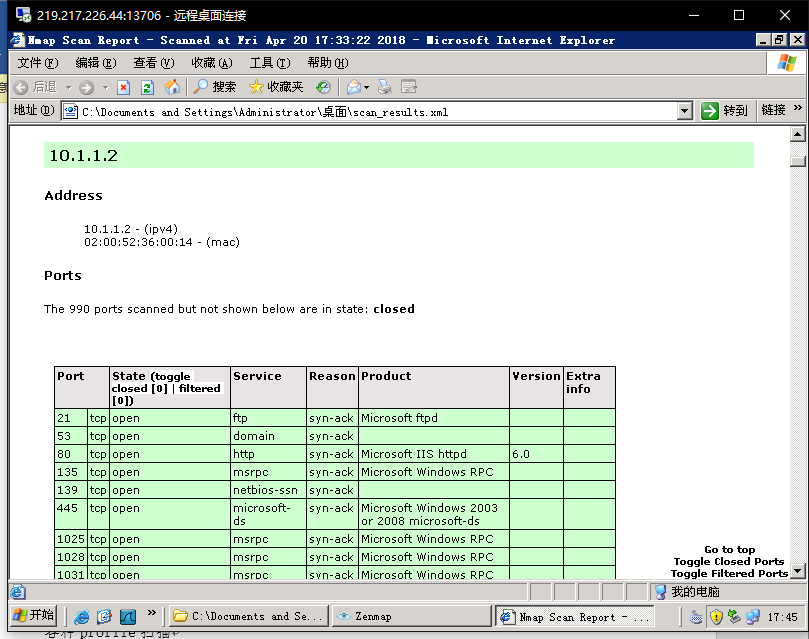 219.217.226.44:13706 - 远程桌面连接
Nmap Scan Report - Scanned at Fri Apr 20 17:33:22 2018 - Microsoft Internet Explorer
文件(F) 编辑(E) 查看(V) 收藏(A) 工具(T) 帮助(H)
后退 搜索 收藏夹
地址(D) C:\Documents and Settings\Administrator\桌面\scan_results.xml 转到 链接 »
10.1.1.2
Address
10.1.1.2 - (ipv4)
02:00:52:36:00:14 - (mac)
Ports
The 990 ports scanned but not shown below are in state: closed
Port State (toggle closed [0] | filtered [0]) Service Reason Product Version Extra info
21 tcp open ftp syn-ack Microsoft ftpd
53 tcp open domain syn-ack
80 tcp open http syn-ack Microsoft IIS httpd 6.0
135 tcp open msrpc syn-ack Microsoft Windows RPC
139 tcp open netbios-ssn syn-ack
445 tcp open microsoft-ds syn-ack Microsoft Windows 2003 or 2008 microsoft-ds
1025 tcp open msrpc syn-ack Microsoft Windows RPC
1028 tcp open msrpc syn-ack Microsoft Windows RPC
1031 tcp open msrpc syn-ack Microsoft Windows RPC
Go to top
Toggle Closed Ports
Toggle Filtered Ports
我的电脑
开始 » C:\Documents and Se... Zenmap Nmap Scan Report - ... 17:45